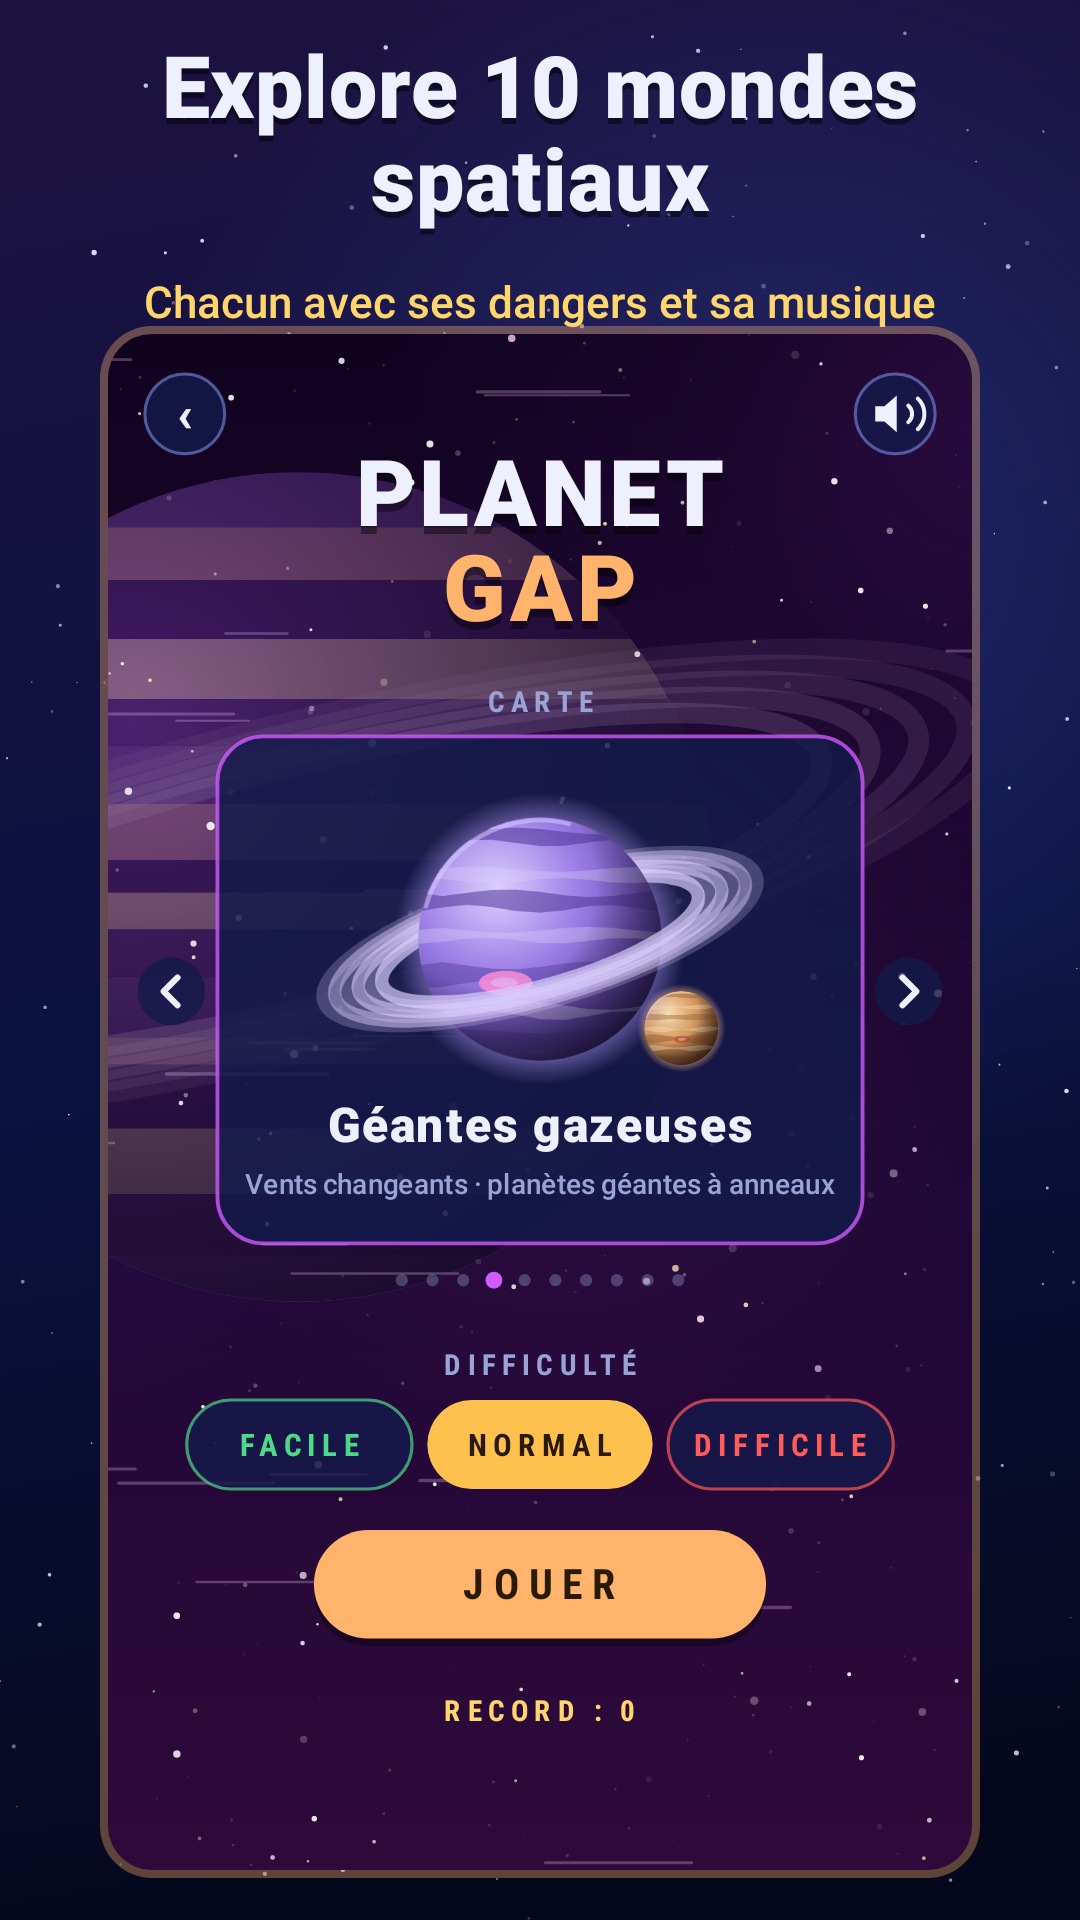 Explore 10 mondes
spatiaux
Chacun avec ses dangers et sa musique
PLANET
GAP
CARTE
Géantes gazeuses
Vents changeants · planètes géantes à anneaux
DIFFICULTÉ
FACILE NORMAL DIFFICILE
JOUER
RECORD : 0